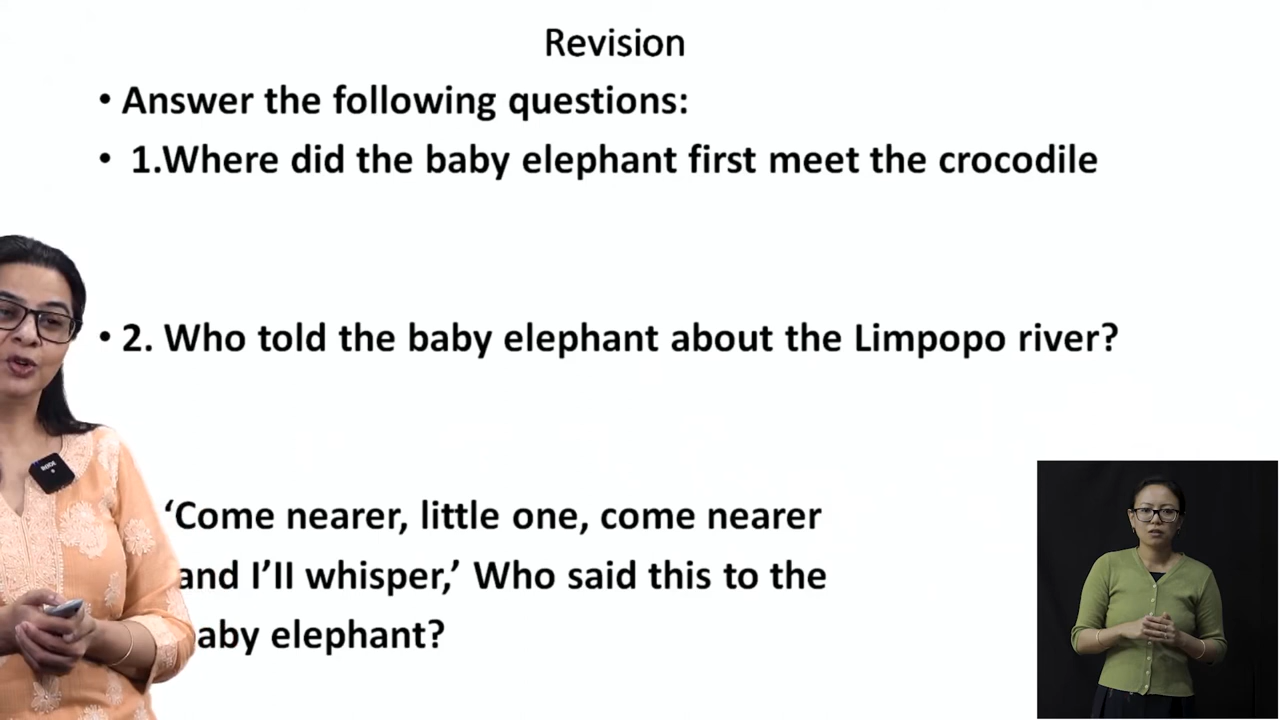 Revision
• Answer the following questions:
• 1.Where did the baby elephant first meet the crocodile
• 2. Who told the baby elephant about the Limpopo river?
‘Come nearer, little one, come nearer
and I’II whisper,’ Who said this to the
aby elephant?